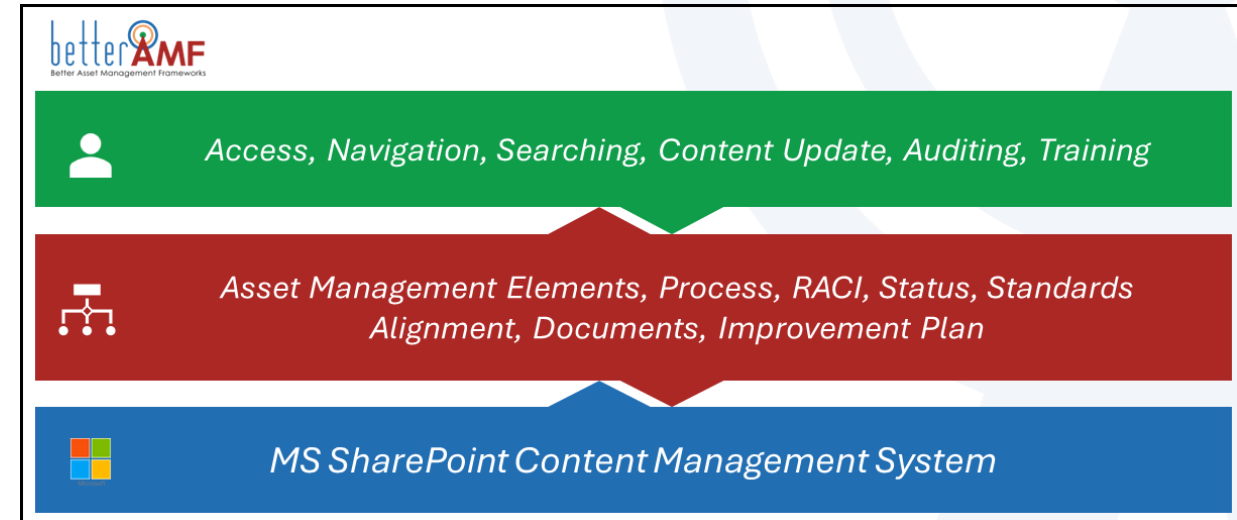 betterAMF
Better Asset Management Frameworks
Access, Navigation, Searching, Content Update, Auditing, Training
Asset Management Elements, Process, RACI, Status, Standards
Alignment, Documents, Improvement Plan
MS SharePoint Content Management System
Microsoft